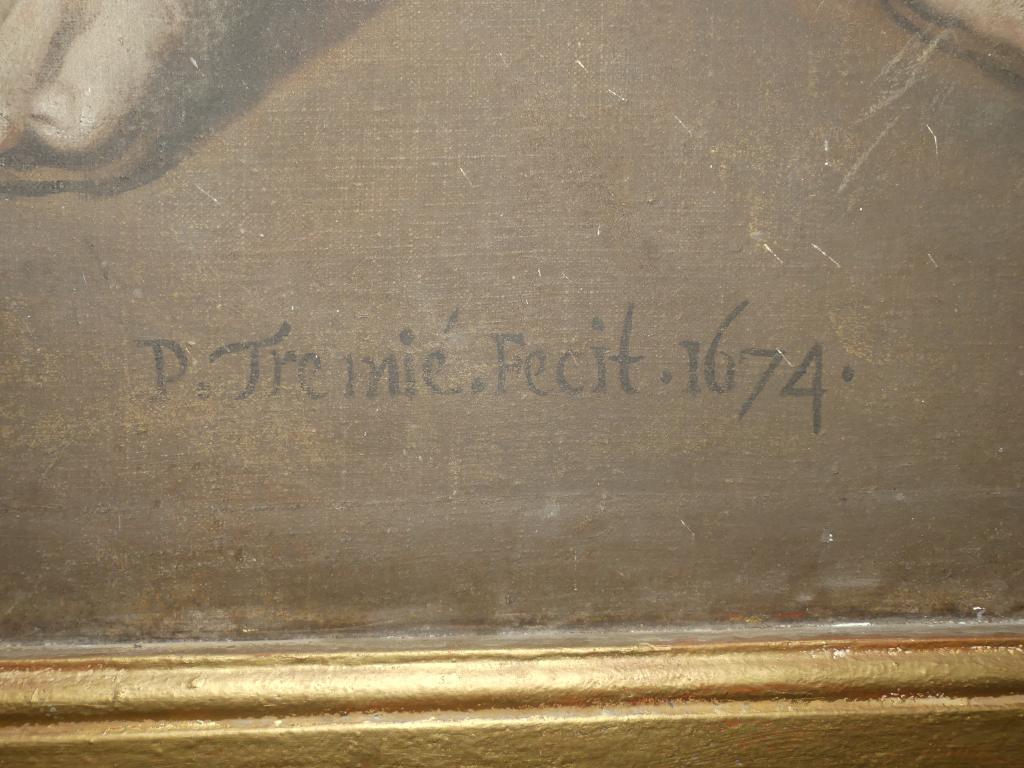 P. Tremié. Fecit. 1674.